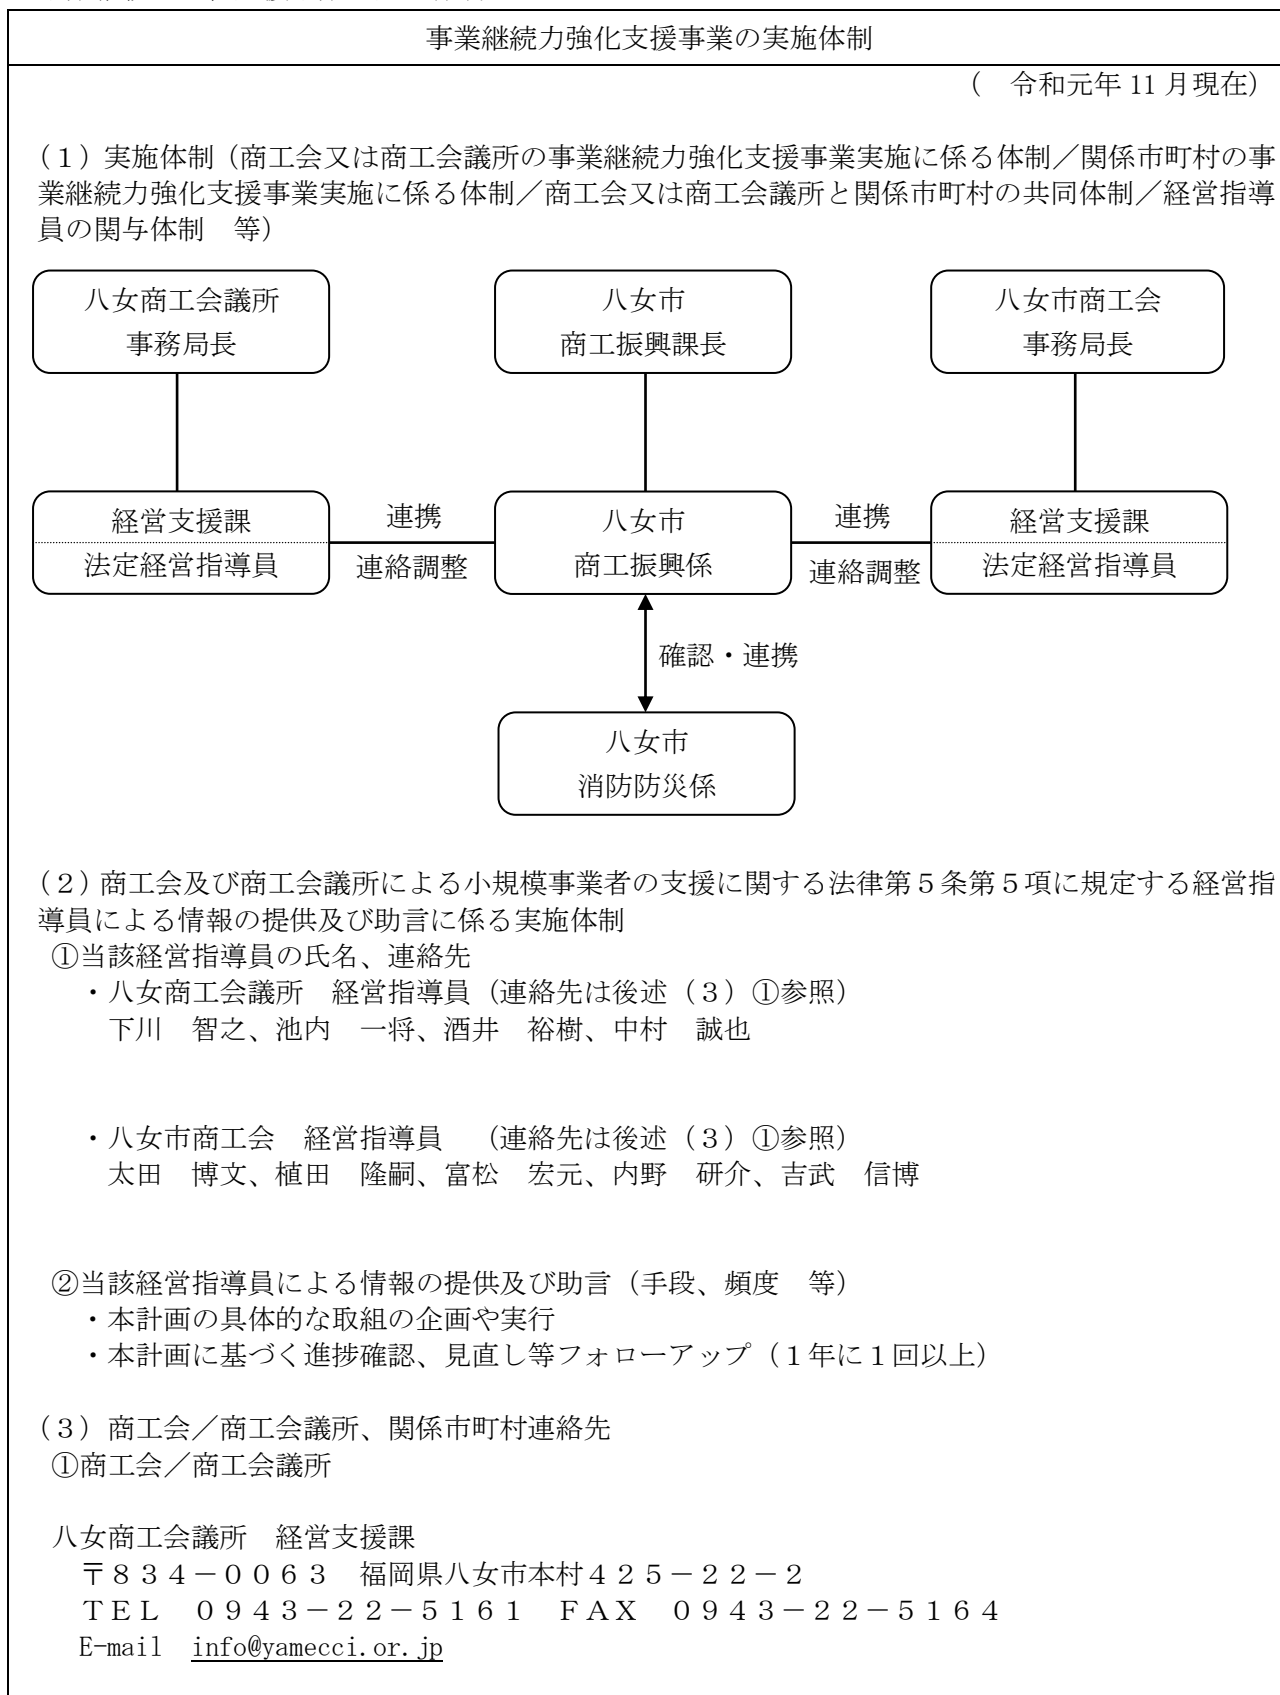 事業継続力強化支援事業の実施体制
（　令和元年 11 月現在）
（１）実施体制（商工会又は商工会議所の事業継続力強化支援事業実施に係る体制／関係市町村の事
業継続力強化支援事業実施に係る体制／商工会又は商工会議所と関係市町村の共同体制／経営指導
員の関与体制　等）
八女商工会議所
事務局長
八女市
商工振興課長
八女市商工会
事務局長
経営支援課
法定経営指導員
連携
連絡調整
八女市
商工振興係
連携
連絡調整
経営支援課
法定経営指導員
確認・連携
八女市
消防防災係
（２）商工会及び商工会議所による小規模事業者の支援に関する法律第５条第５項に規定する経営指
導員による情報の提供及び助言に係る実施体制
①当該経営指導員の氏名、連絡先
・八女商工会議所　経営指導員（連絡先は後述（３）①参照）
下川　智之、池内　一将、酒井　裕樹、中村　誠也
・八女市商工会　経営指導員　（連絡先は後述（３）①参照）
太田　博文、植田　隆嗣、富松　宏元、内野　研介、吉武　信博
②当該経営指導員による情報の提供及び助言（手段、頻度　等）
・本計画の具体的な取組の企画や実行
・本計画に基づく進捗確認、見直し等フォローアップ（１年に１回以上）
（３）商工会／商工会議所、関係市町村連絡先
①商工会／商工会議所
八女商工会議所　経営支援課
〒８３４－００６３　福岡県八女市本村４２５－２２－２
ＴＥＬ　０９４３－２２－５１６１　ＦＡＸ　０９４３－２２－５１６４
E-mail　info@yamecci.or.jp